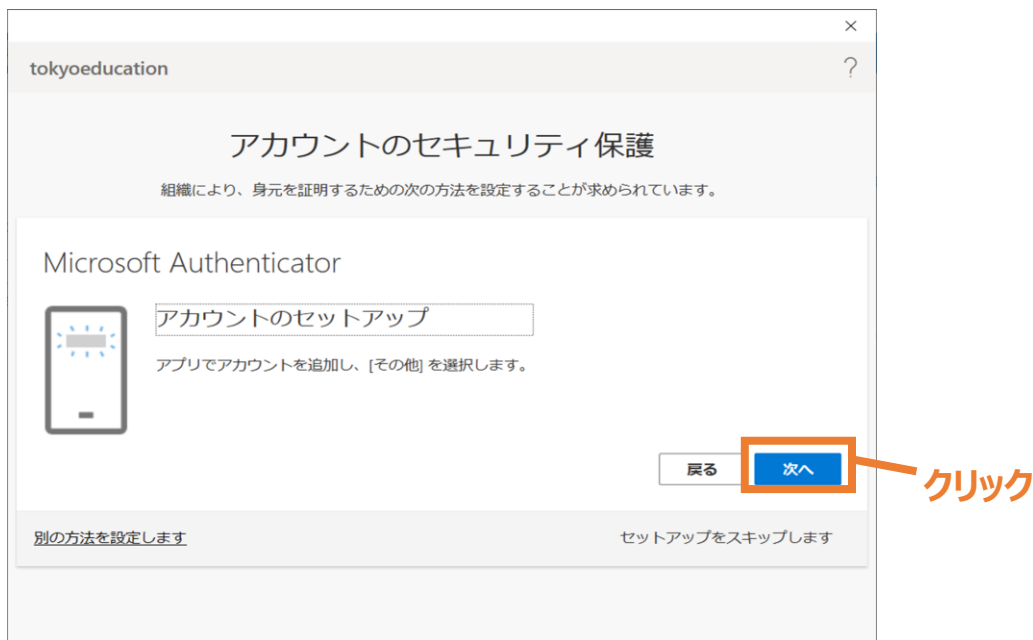 ×
tokyoeducation
?
アカウントのセキュリティ保護
組織により、身元を証明するための次の方法を設定することが求められています。
Microsoft Authenticator
アカウントのセットアップ
アプリでアカウントを追加し、[その他] を選択します。
戻る 次へ
クリック
別の方法を設定します セットアップをスキップします